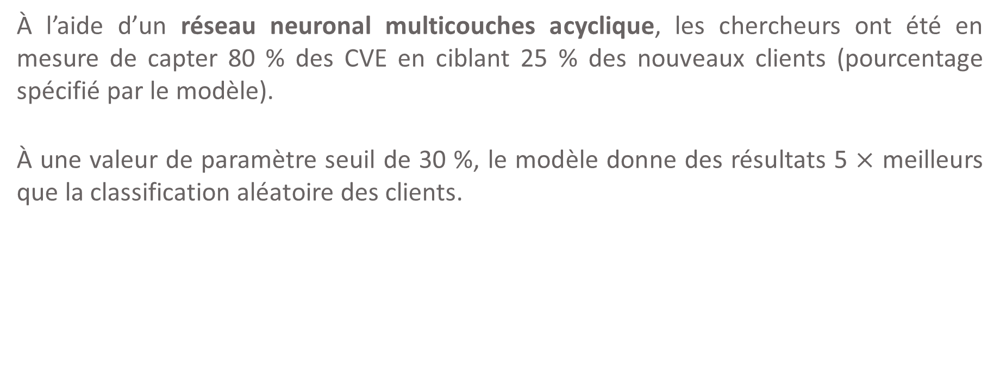 À l’aide d’un réseau neuronal multicouches acyclique, les chercheurs ont été en
mesure de capter 80 % des CVE en ciblant 25 % des nouveaux clients (pourcentage
spécifié par le modèle).
À une valeur de paramètre seuil de 30 %, le modèle donne des résultats 5 × meilleurs
que la classification aléatoire des clients.